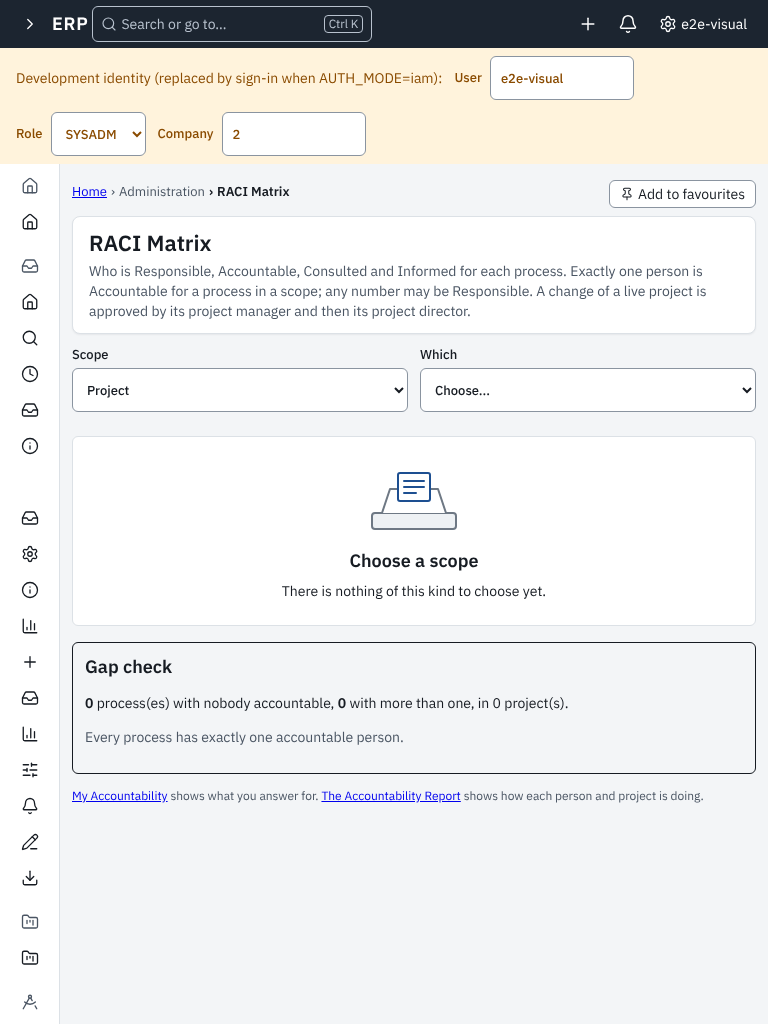 ERP
Search or go to...
Ctrl K
e2e-visual
Development identity (replaced by sign-in when AUTH_MODE=iam):
User
e2e-visual
Role
SYSADM
Company
2
Home › Administration › RACI Matrix
Add to favourites
RACI Matrix
Who is Responsible, Accountable, Consulted and Informed for each process. Exactly one person is
Accountable for a process in a scope; any number may be Responsible. A change of a live project is
approved by its project manager and then its project director.
Scope
Which
Project
Choose...
Choose a scope
There is nothing of this kind to choose yet.
Gap check
0 process(es) with nobody accountable, 0 with more than one, in 0 project(s).
Every process has exactly one accountable person.
My Accountability shows what you answer for. The Accountability Report shows how each person and project is doing.